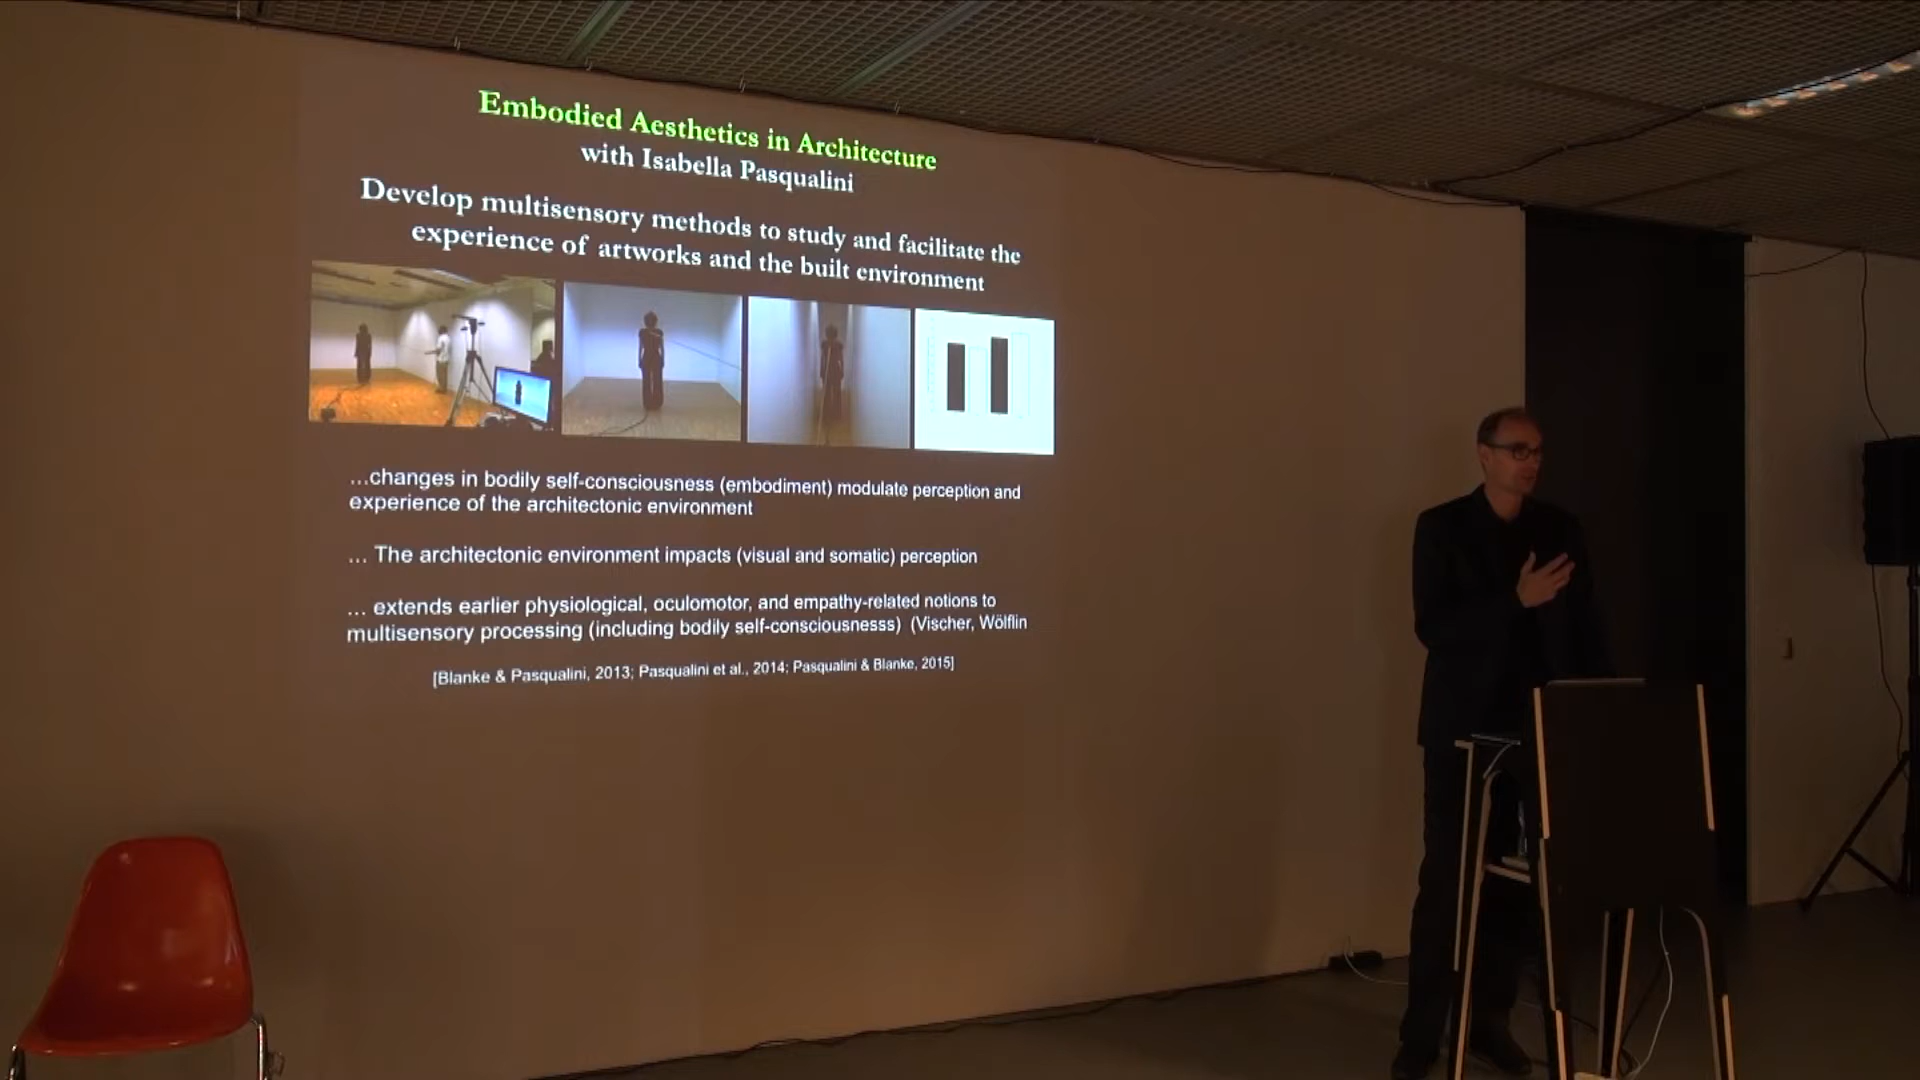 Embodied Aesthetics in Architecture
with Isabella Pasqualini
Develop multisensory methods to study and facilitate the
experience of artworks and the built environment
...changes in bodily self-consciousness (embodiment) modulate perception and
experience of the architectonic environment
... The architectonic environment impacts (visual and somatic) perception
... extends earlier physiological, oculomotor, and empathy-related notions to
multisensory processing (including bodily self-consciousnesss) (Vischer, Wölflin
[Blanke & Pasqualini, 2013; Pasqualini et al., 2014; Pasqualini & Blanke, 2015]